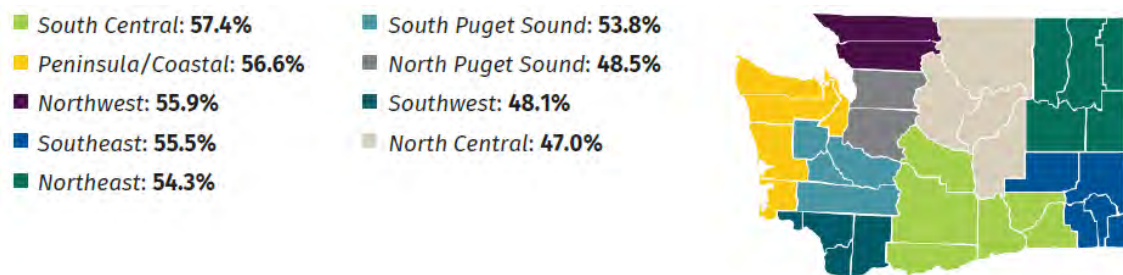 South Central: 57.4%
Peninsula/Coastal: 56.6%
Northwest: 55.9%
Southeast: 55.5%
Northeast: 54.3%
South Puget Sound: 53.8%
North Puget Sound: 48.5%
Southwest: 48.1%
North Central: 47.0%